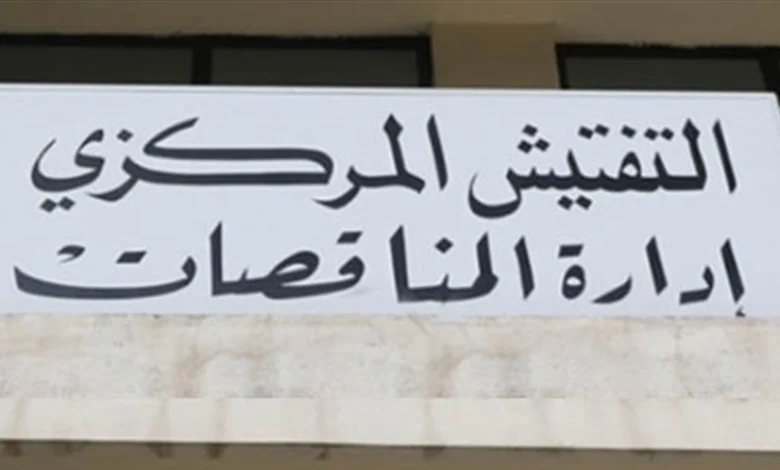 التفتيش المركزي
إدارة المناقصات